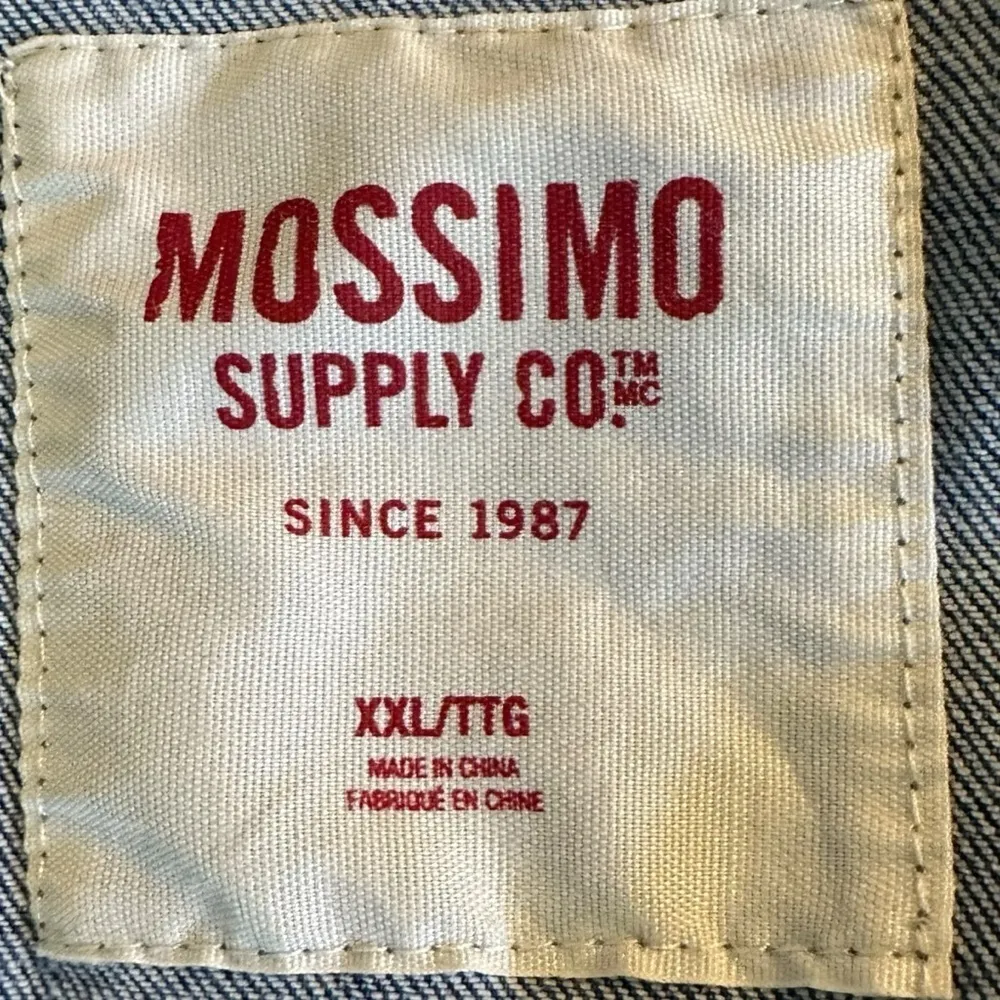 MOSSIMO
SUPPLY CO.™ MC
SINCE 1987
XXL/TTG
MADE IN CHINA
FABRIQUÉ EN CHINE